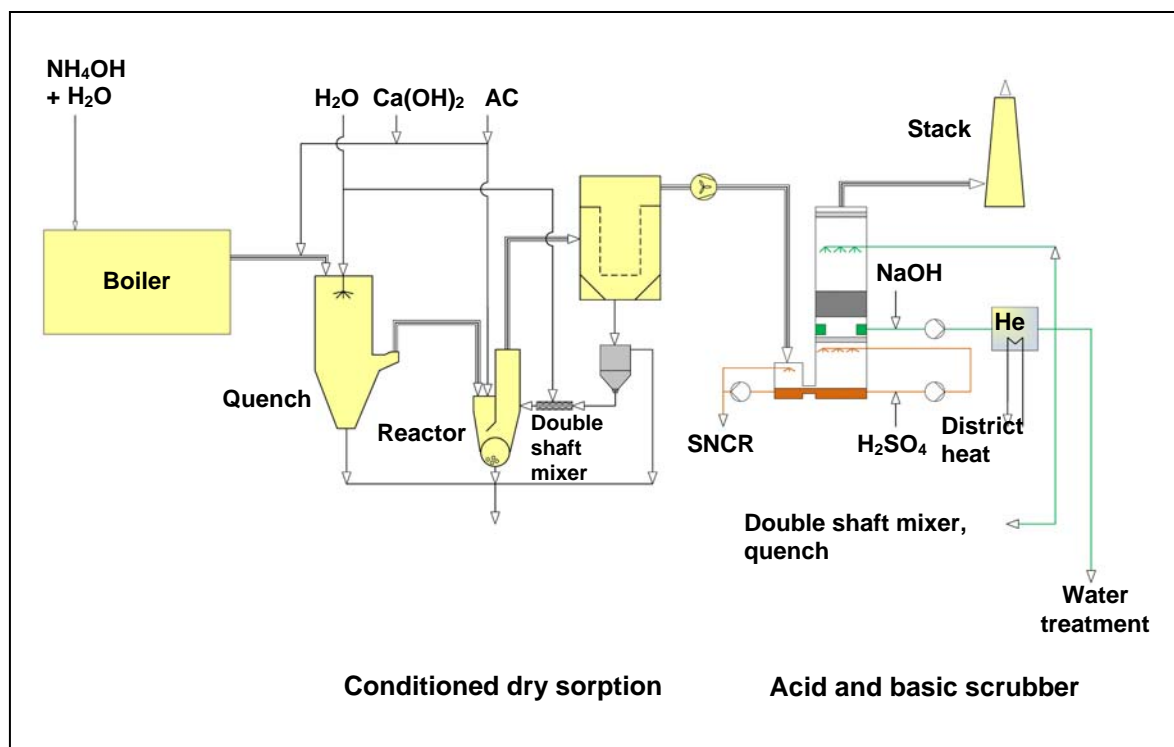 NH₄OH
+ H₂O
H₂O
Ca(OH)₂
AC
Stack
Boiler
NaOH
He
Quench
Reactor
Double
shaft
mixer
SNCR
H₂SO₄
District
heat
Double shaft mixer,
quench
Water
treatment
Conditioned dry sorption
Acid and basic scrubber